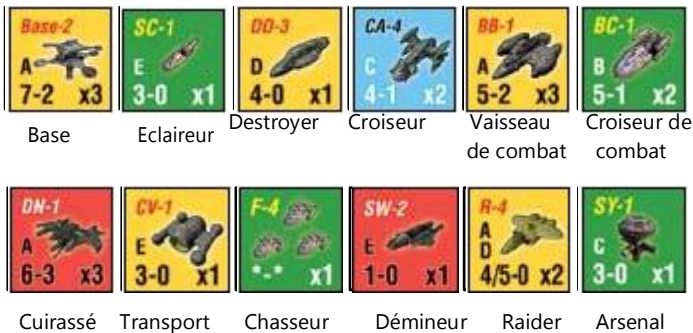 Base-2 SC-1 DD-3 CA-4 BB-1 BC-1
A E D C A B
7-2 x3 3-0 x1 4-0 x1 4-1 x2 5-2 x3 5-1 x2
Base Eclaireur Destroyer Croiseur Vaisseau de combat Croiseur de combat
DN-1 CV-1 F-4 SW-2 R-4 SY-1
A E E A D C
6-3 x3 3-0 x1 *-* x1 1-0 x1 4/5-0 x2 3-0 x1
Cuirassé Transport Chasseur Démineur Raider Arsenal